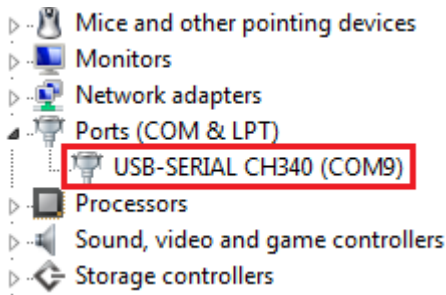 Mice and other pointing devices
Monitors
Network adapters
Ports (COM & LPT)
USB-SERIAL CH340 (COM9)
Processors
Sound, video and game controllers
Storage controllers